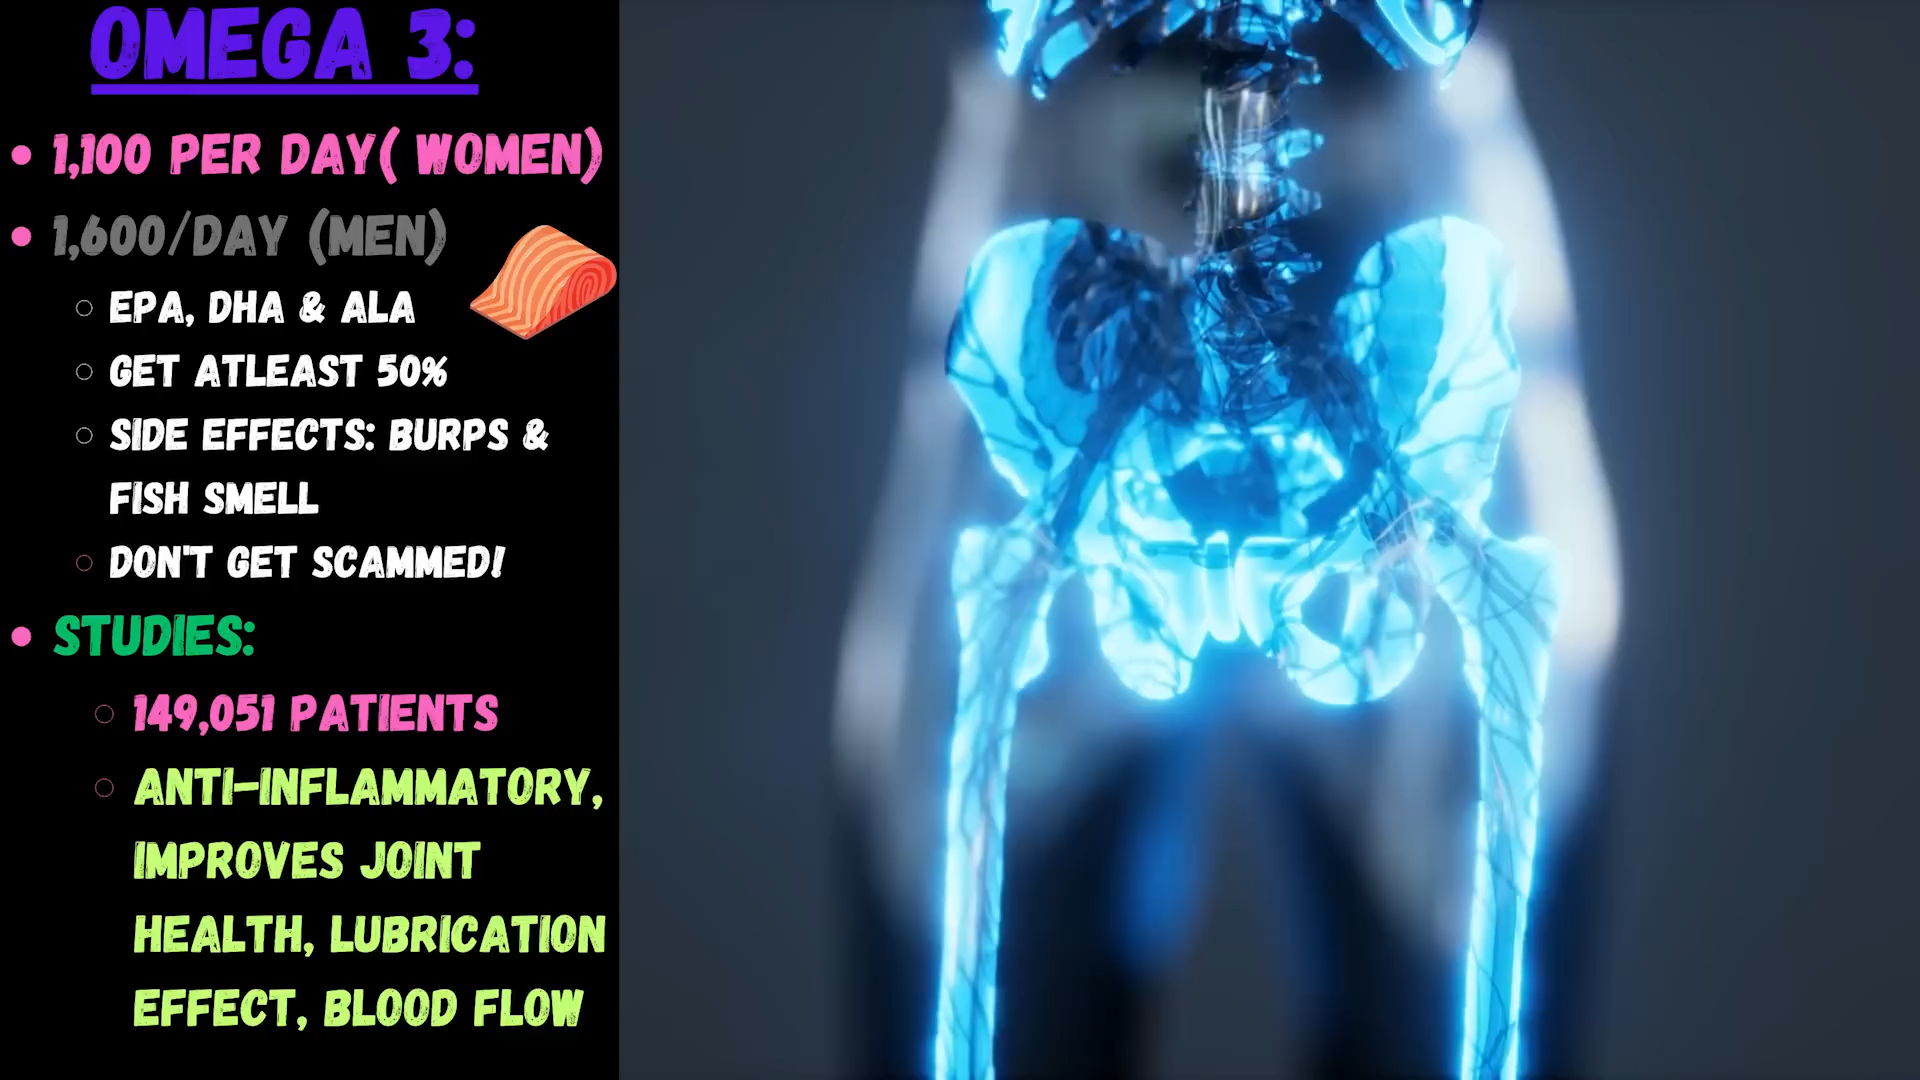 OMEGA 3:
1,100 PER DAY( WOMEN)
1,600/DAY (MEN)
EPA, DHA & ALA
GET ATLEAST 50%
SIDE EFFECTS: BURPS &
FISH SMELL
DON'T GET SCAMMED!
STUDIES:
149,051 PATIENTS
ANTI-INFLAMMATORY,
IMPROVES JOINT
HEALTH, LUBRICATION
EFFECT, BLOOD FLOW